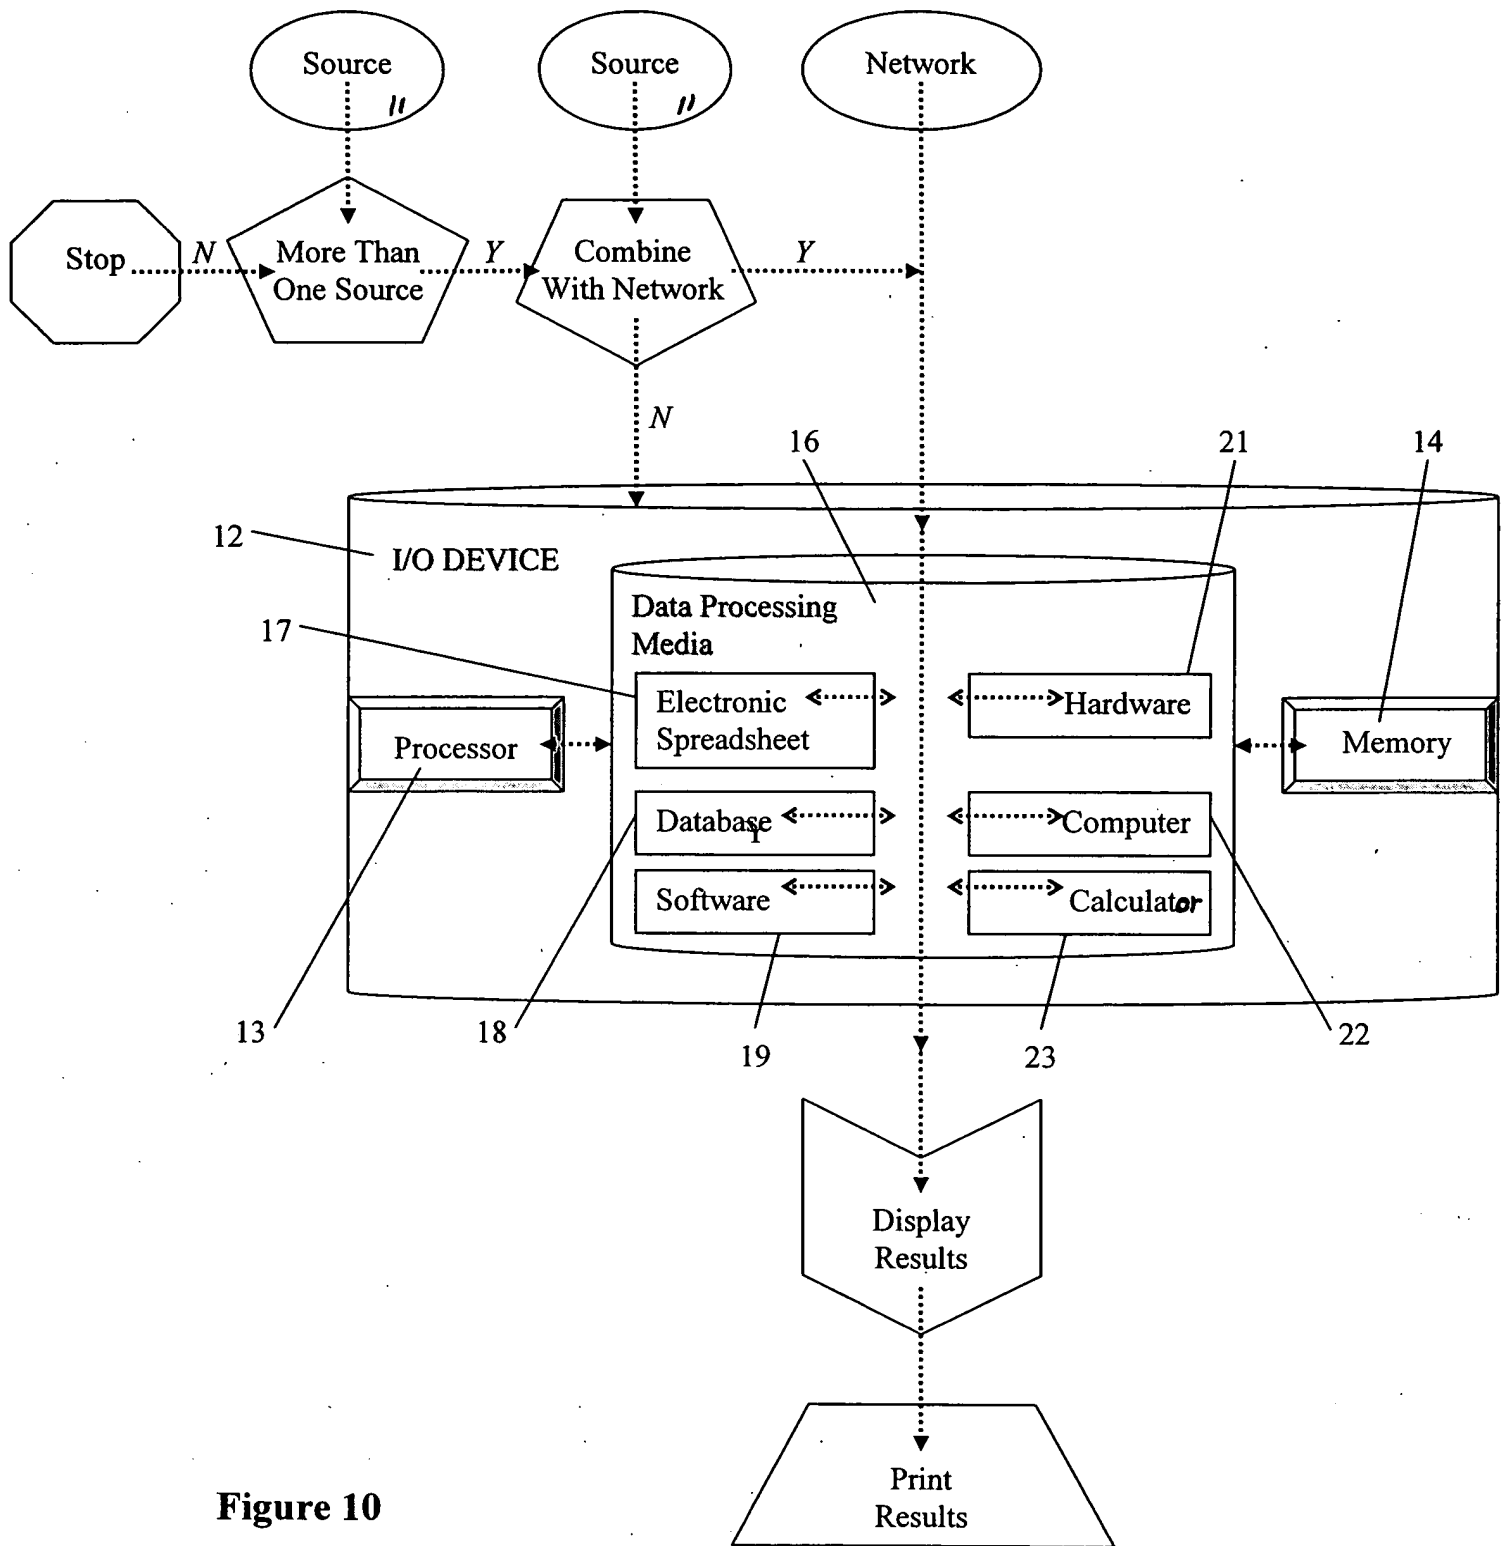 Source
11
Source
11
Network
Stop
N
More Than
One Source
Y
Combine
With Network
Y
N
16
21
14
12
I/O DEVICE
Data Processing
Media
17
Electronic
Spreadsheet
Hardware
Processor
Memory
Database
Computer
Software
Calculator
13
18
19
23
22
Display
Results
Print
Results
Figure 10